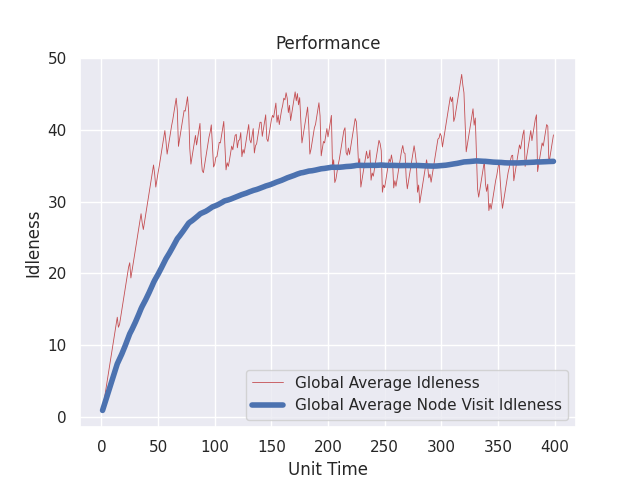 Performance
50
40
30
20
10
0
Idleness
Global Average Idleness
Global Average Node Visit Idleness
0 50 100 150 200 250 300 350 400
Unit Time